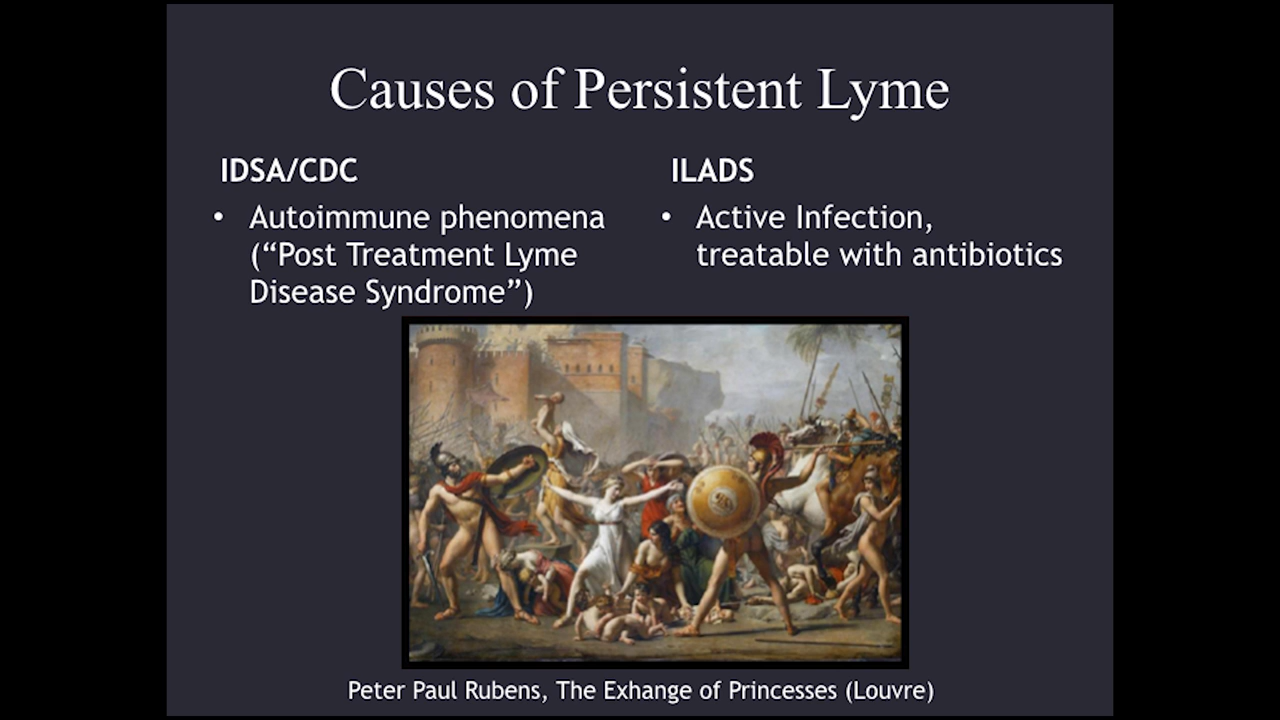 Causes of Persistent Lyme
IDSA/CDC
• Autoimmune phenomena
(“Post Treatment Lyme
Disease Syndrome”)
ILADS
• Active Infection,
treatable with antibiotics
Peter Paul Rubens, The Exhange of Princesses (Louvre)